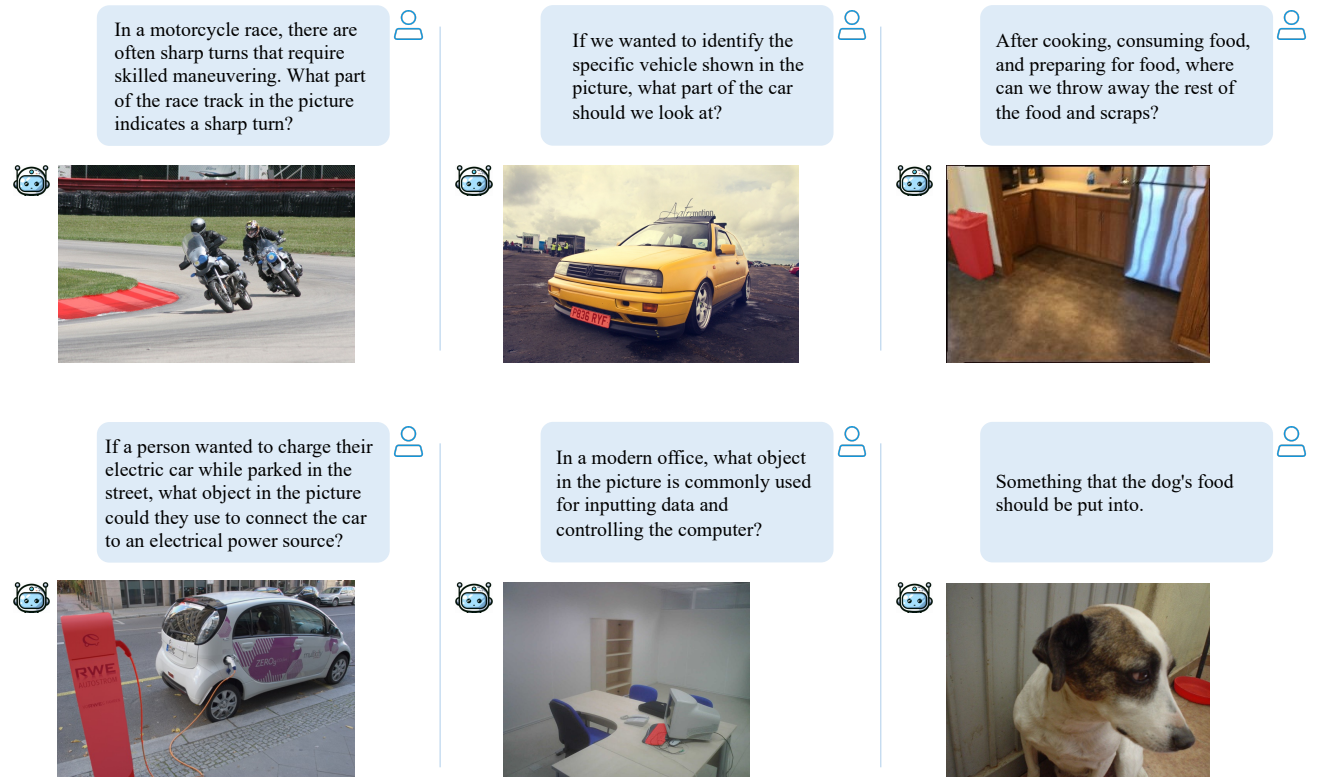 In a motorcycle race, there are
often sharp turns that require
skilled maneuvering. What part
of the race track in the picture
indicates a sharp turn?
If we wanted to identify the
specific vehicle shown in the
picture, what part of the car
should we look at?
After cooking, consuming food,
and preparing for food, where
can we throw away the rest of
the food and scraps?
P836 RYF
If a person wanted to charge their
electric car while parked in the
street, what object in the picture
could they use to connect the car
to an electrical power source?
In a modern office, what object
in the picture is commonly used
for inputting data and
controlling the computer?
Something that the dog's food
should be put into.
RWE
ZERO